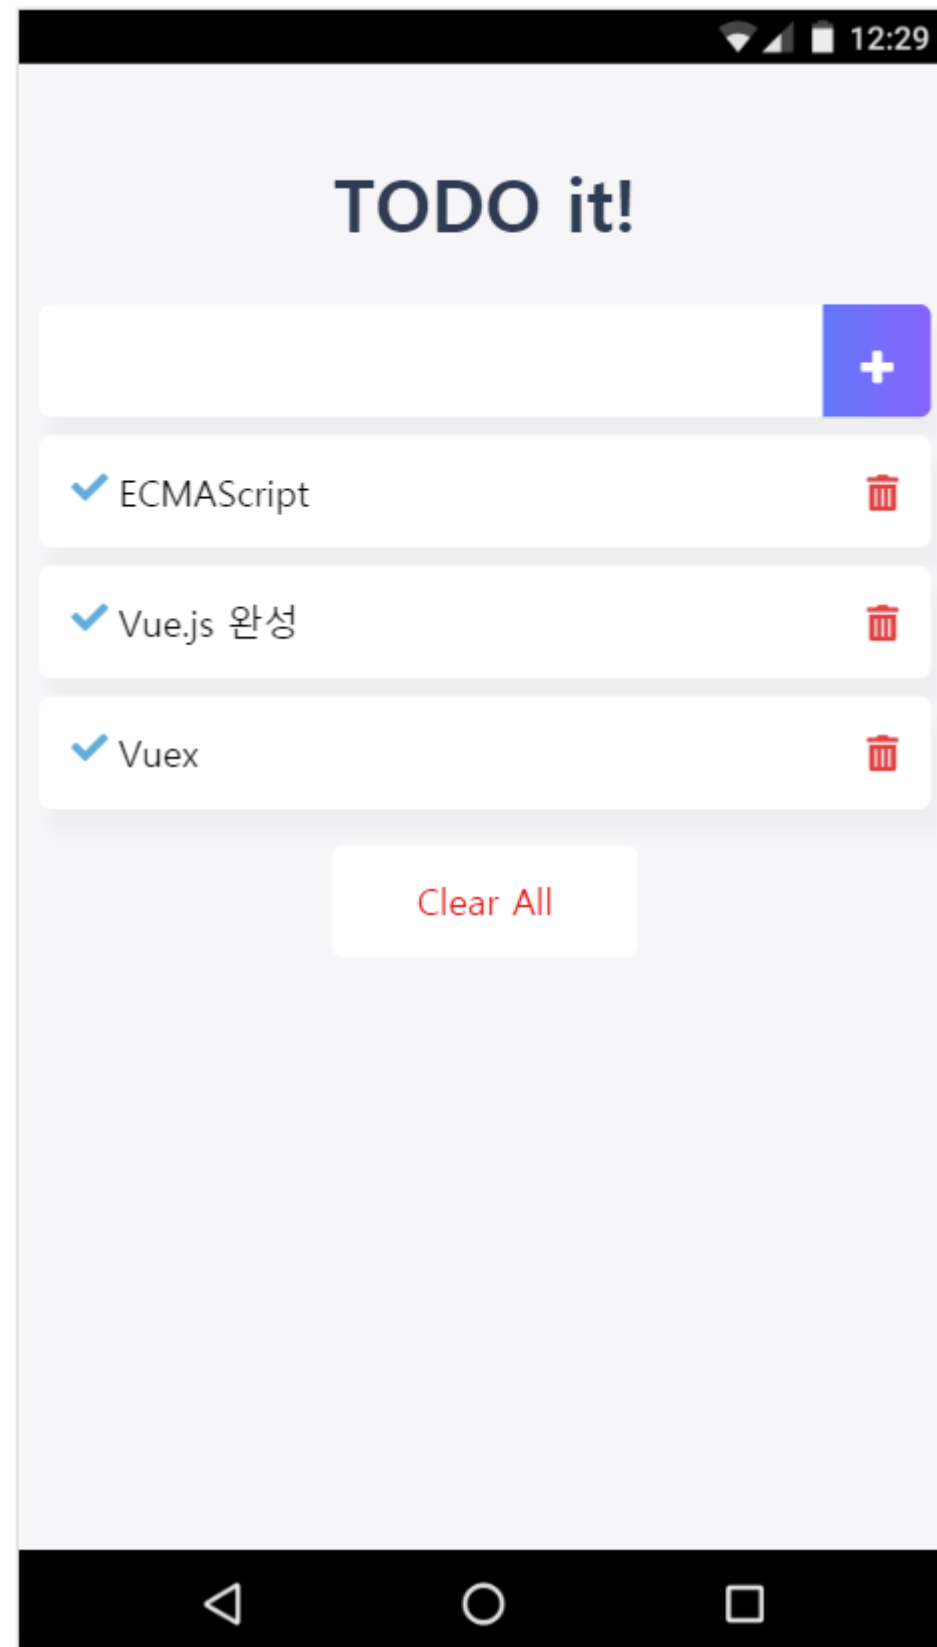 12:29
TODO it!
ECMAScript
Vue.js 완성
Vuex
Clear All